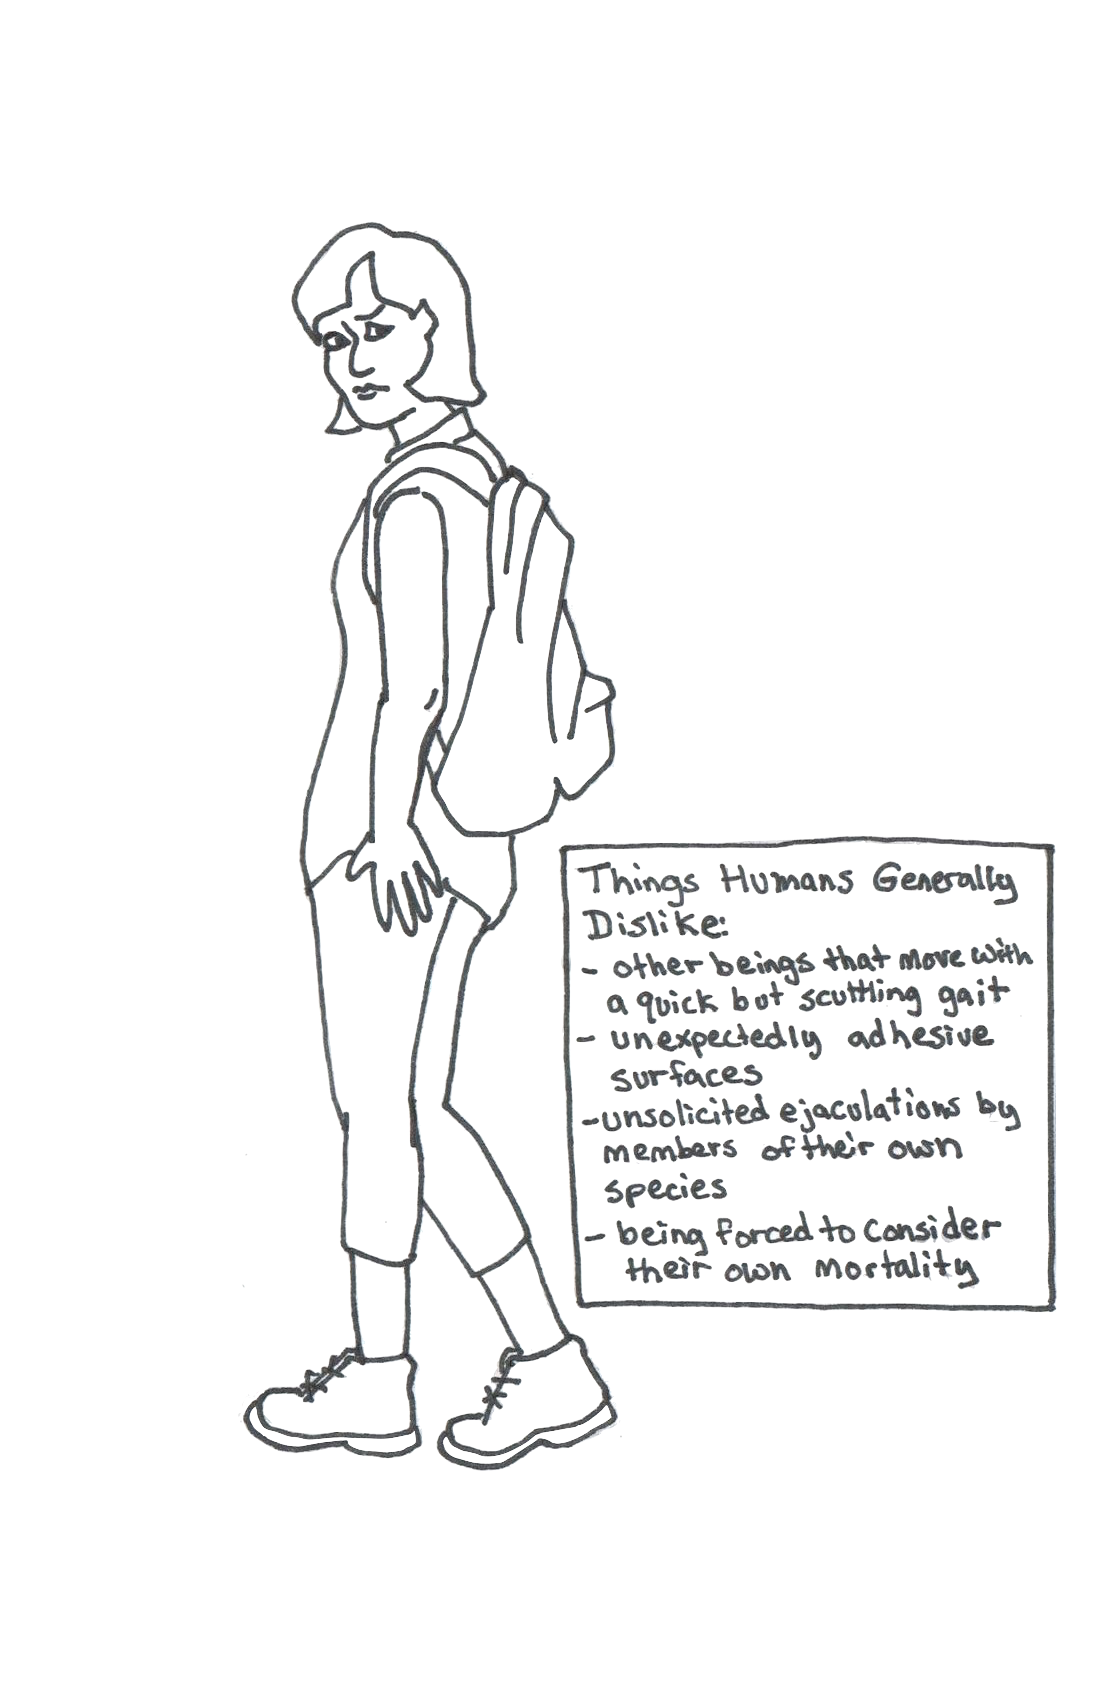 Things Humans Generally
Dislike:
- other beings that move with
a quick but scuttling gait
- unexpectedly adhesive
surfaces
- unsolicited ejaculations by
members of their own
species
- being forced to consider
their own mortality